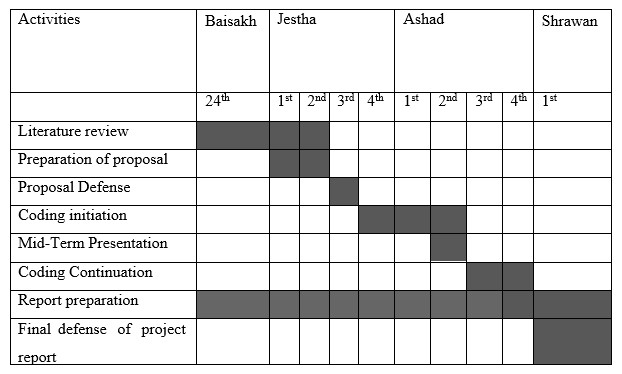 Activities Baisakh Jestha Ashad Shrawan
24th 1st 2nd 3rd 4th 1st 2nd 3rd 4th 1st
Literature review
Preparation of proposal
Proposal Defense
Coding initiation
Mid-Term Presentation
Coding Continuation
Report preparation
Final defense of project
report